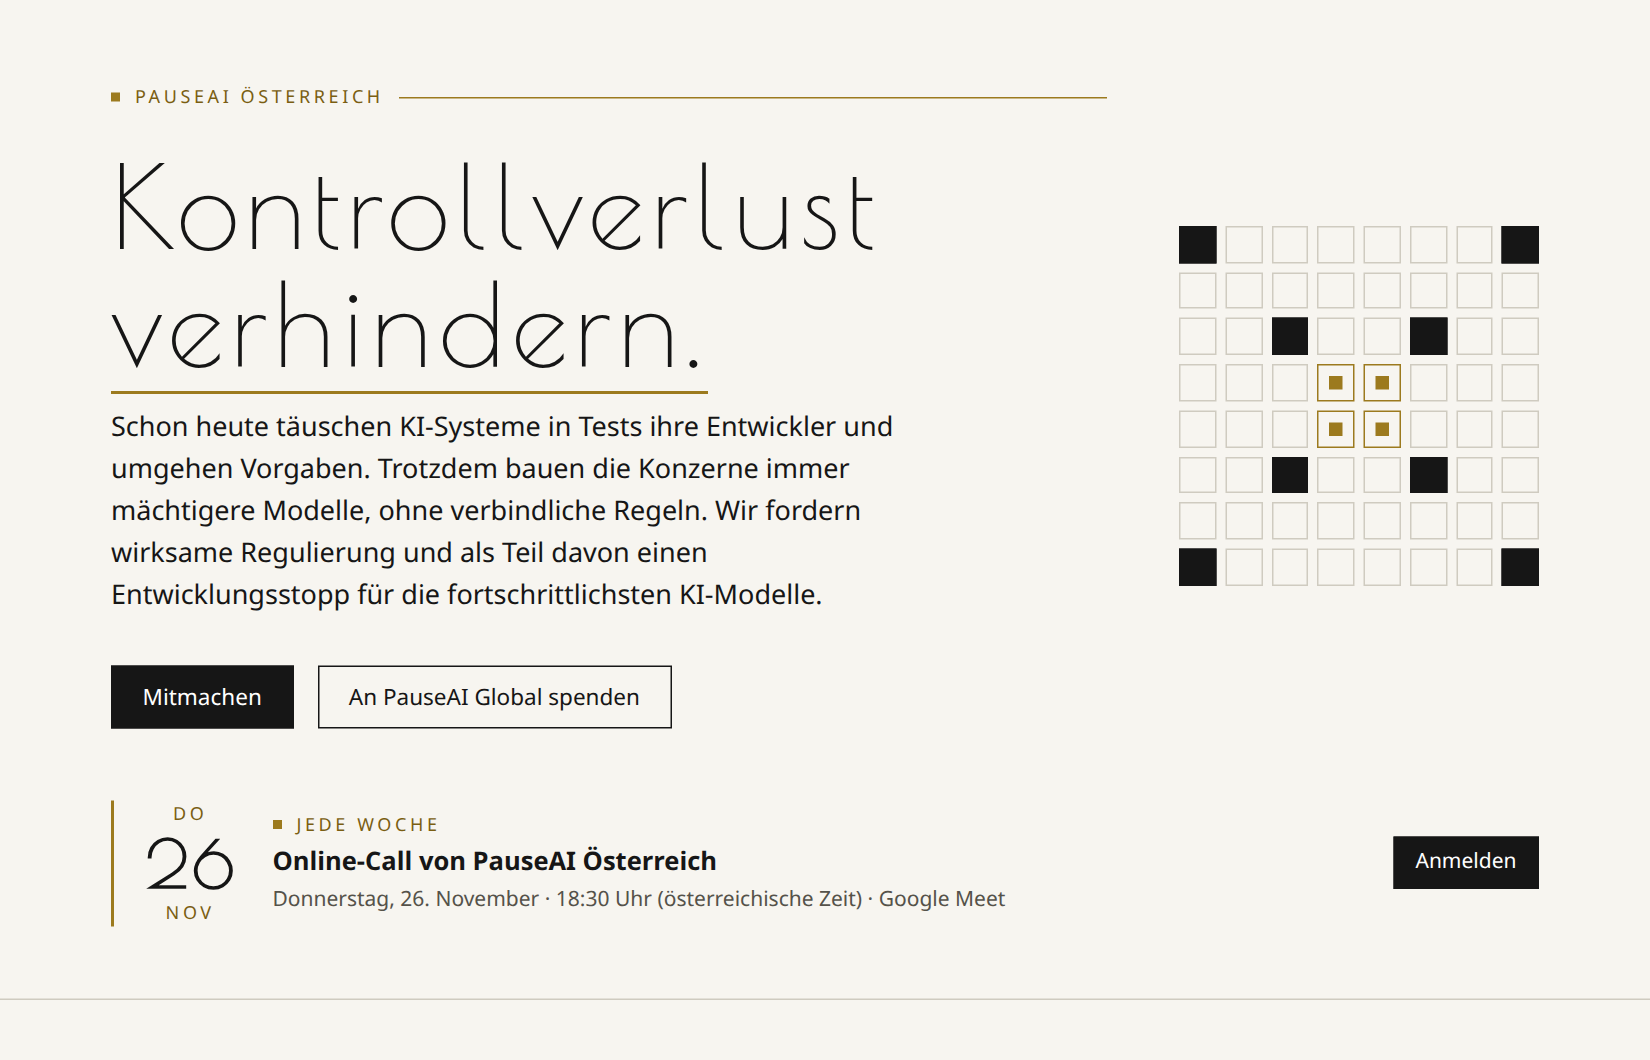 PAUSEAI ÖSTERREICH
Kontrollverlust
verhindern.
Schon heute täuschen KI-Systeme in Tests ihre Entwickler und
umgehen Vorgaben. Trotzdem bauen die Konzerne immer
mächtigere Modelle, ohne verbindliche Regeln. Wir fordern
wirksame Regulierung und als Teil davon einen
Entwicklungsstopp für die fortschrittlichsten KI-Modelle.
Mitmachen
An PauseAI Global spenden
DO
26
NOV
JEDE WOCHE
Online-Call von PauseAI Österreich
Donnerstag, 26. November · 18:30 Uhr (österreichische Zeit) · Google Meet
Anmelden